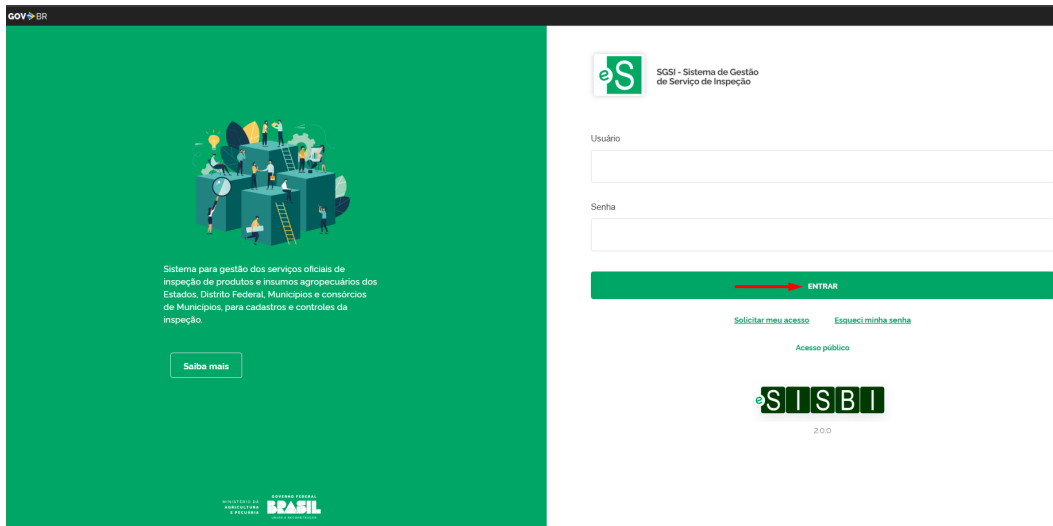 GOV BR
Sistema para gestão dos serviços oficiais de
inspeção de produtos e insumos agropecuários dos
Estados, Distrito Federal, Municípios e consórcios
de Municípios, para cadastros e controles da
inspeção.
Saiba mais
MINISTÉRIO DA
AGRICULTURA
E PECUÁRIA
GOVERNO FEDERAL
BRASIL
UNIÃO E RECONSTRUÇÃO
eS
SGSI - Sistema de Gestão
de Serviço de Inspeção
Usuário
Senha
ENTRAR
Solicitar meu acesso Esqueci minha senha
Acesso público
eSISBI
2.0.0